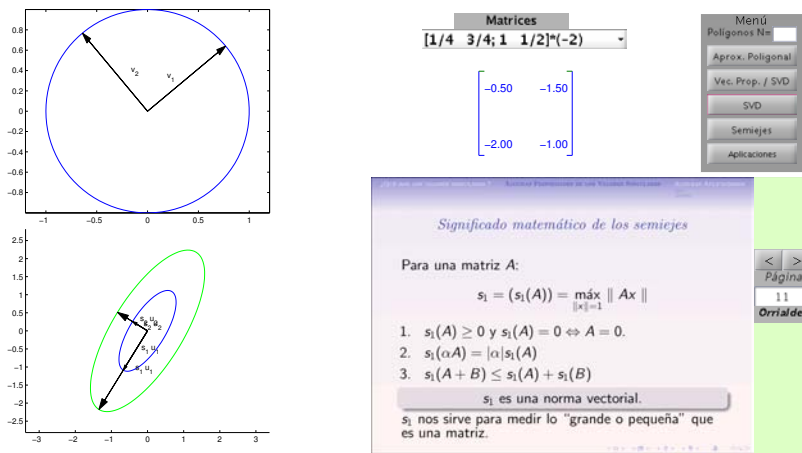 0.8
0.6
0.4
0.2
0
−0.2
−0.4
−0.6
−0.8
−1 −0.5 0 0.5 1
v2
v1
2.5
2
1.5
1
0.5
0
−0.5
−1
−1.5
−2
−2.5
−3 −2 −1 0 1 2 3
s1 u1
s1 u1
Matrices
[1/4 3/4; 1 1/2]*(-2)
−0.50 −1.50
−2.00 −1.00
Menú
Polígonos N=
Aprox. Poligonal
Vec. Prop. / SVD
SVD
Semiejes
Aplicaciones
Significado matemático de los semiejes
Para una matriz A:
s1 = (s1(A)) = máx ‖ Ax ‖
‖x‖=1
1. s1(A) ≥ 0 y s1(A) = 0 ⇔ A = 0.
2. s1(αA) = |α|s1(A)
3. s1(A + B) ≤ s1(A) + s1(B)
s1 es una norma vectorial.
s1 nos sirve para medir lo "grande o pequeña" que
es una matriz.
< >
Página
11
Orrialde